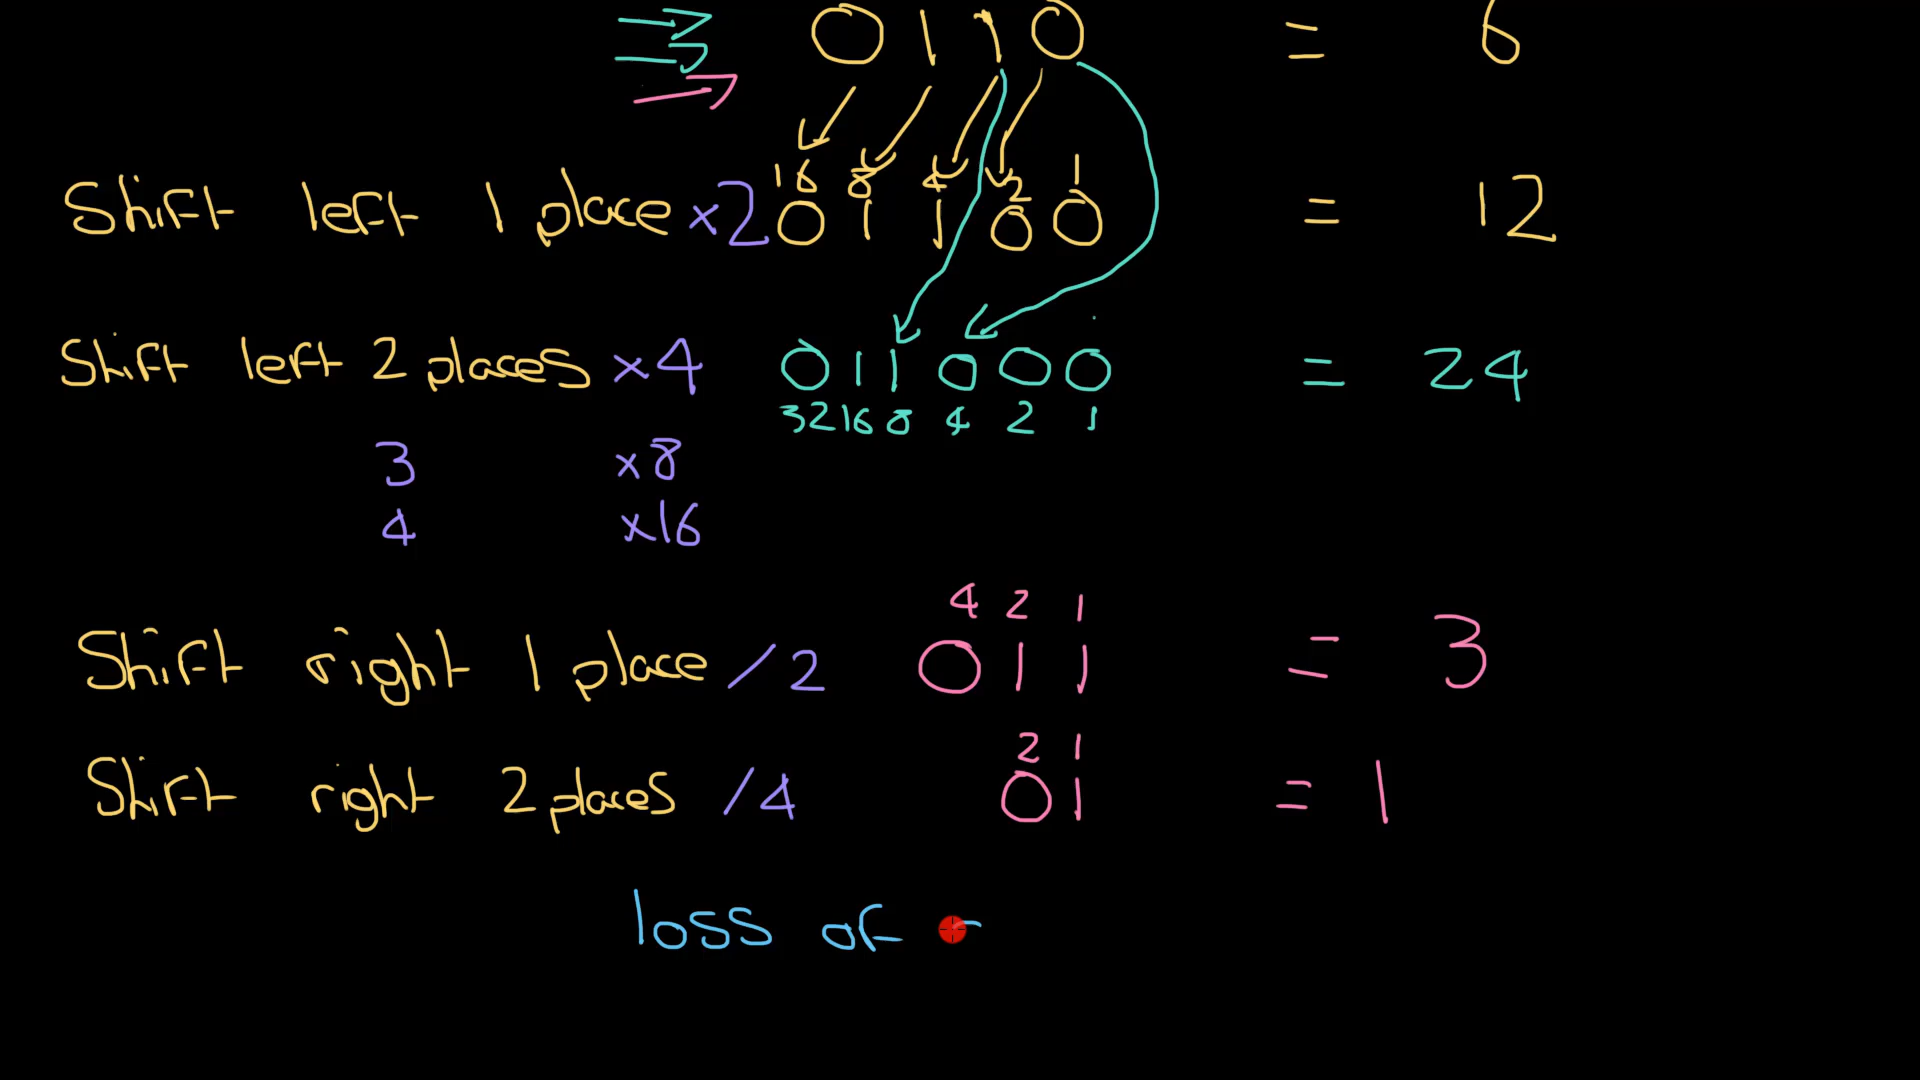 0110 = 6
16 8 4 2 1
Shift left 1 place ×2 01100 = 12
Shift left 2 places ×4 011000 = 24
32 16 8 4 2 1
3 ×8
4 ×16
4 2 1
Shift right 1 place /2 011 = 3
2 1
Shift right 2 places /4 01 = 1
loss of